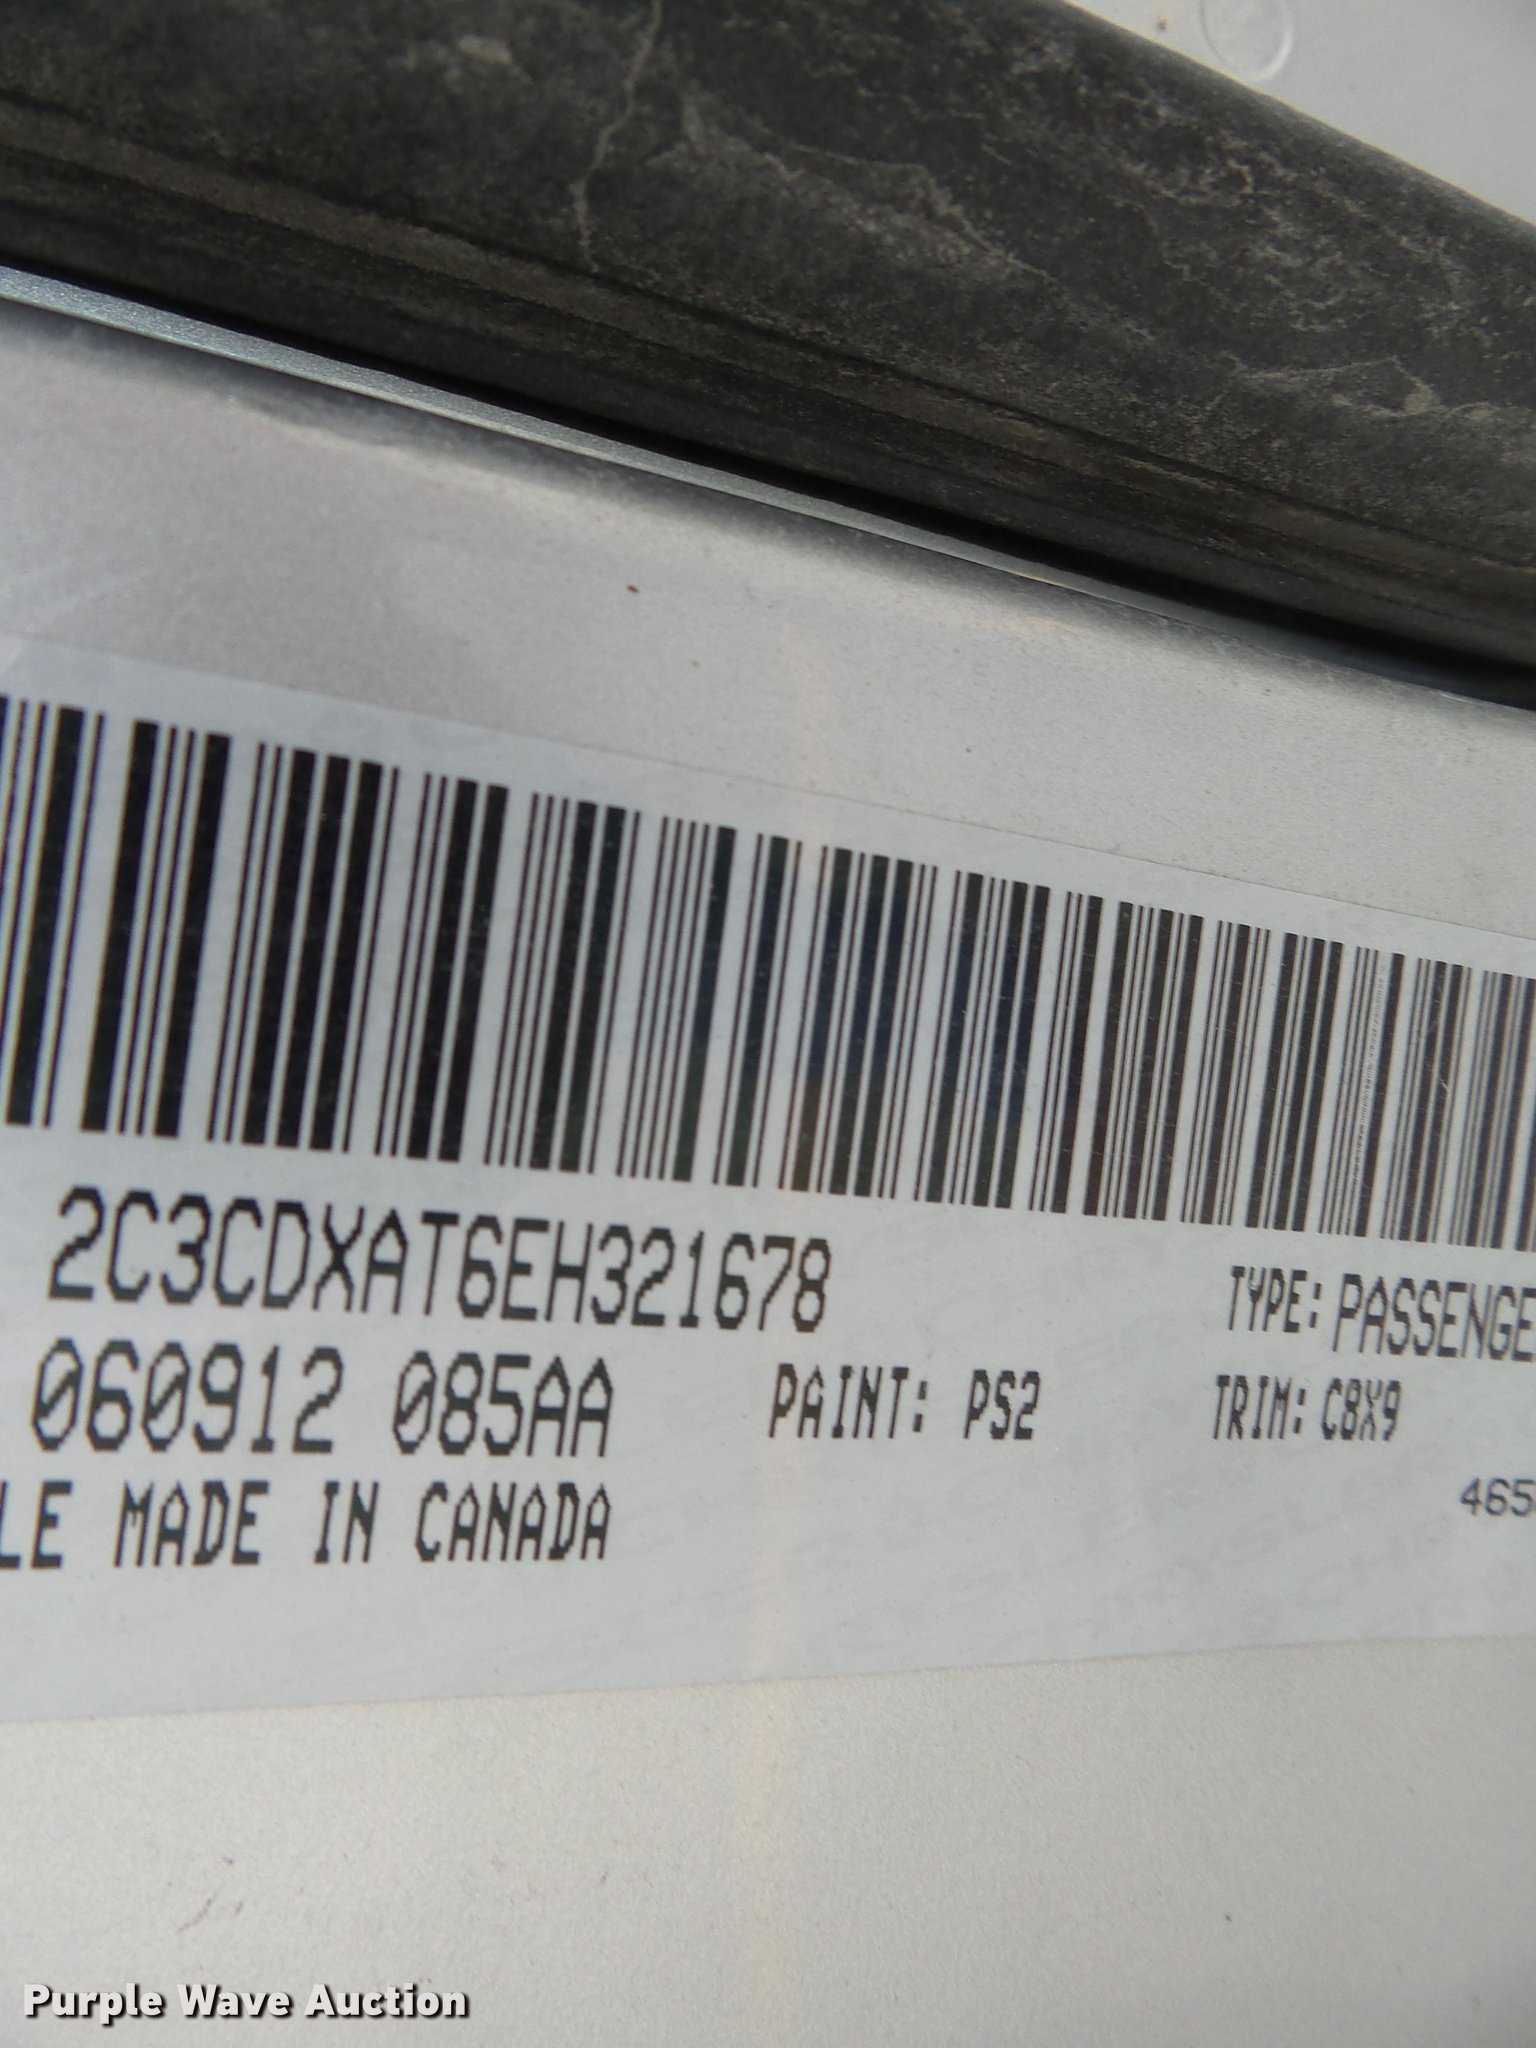 2C3CDXAT6EH321678
TYPE: PASSENGE
060912 085AA
PAINT: PS2
TRIM: C8X9
LE MADE IN CANADA
465
Purple Wave Auction